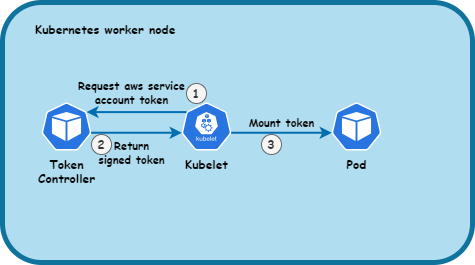 Kubernetes worker node
Request aws service
account token
1
kubelet
Mount token
2
Return
signed token
3
Token
Controller
Kubelet
Pod